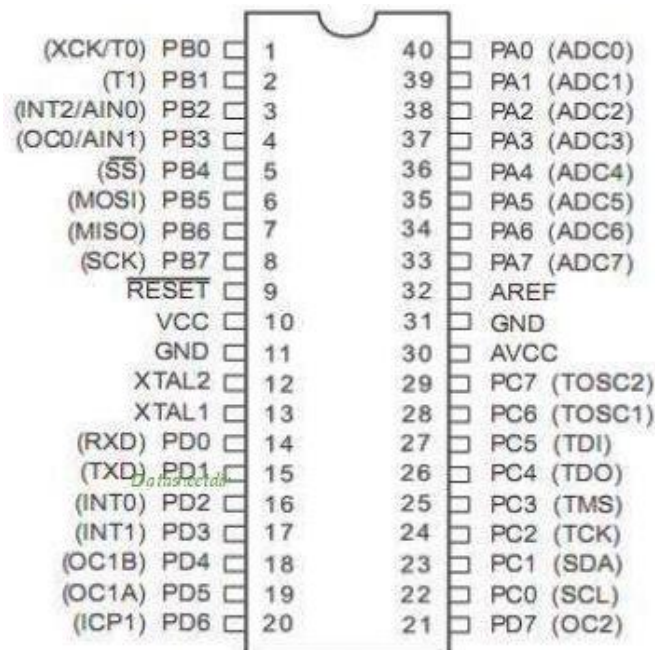 (XCK/T0) PB0 1 40 PA0 (ADC0)
(T1) PB1 2 39 PA1 (ADC1)
(INT2/AIN0) PB2 3 38 PA2 (ADC2)
(OC0/AIN1) PB3 4 37 PA3 (ADC3)
(S̅S̅) PB4 5 36 PA4 (ADC4)
(MOSI) PB5 6 35 PA5 (ADC5)
(MISO) PB6 7 34 PA6 (ADC6)
(SCK) PB7 8 33 PA7 (ADC7)
R̅E̅S̅E̅T̅ 9 32 AREF
VCC 10 31 GND
GND 11 30 AVCC
XTAL2 12 29 PC7 (TOSC2)
XTAL1 13 28 PC6 (TOSC1)
(RXD) PD0 14 27 PC5 (TDI)
(TXD) PD1 15 26 PC4 (TDO)
(INT0) PD2 16 25 PC3 (TMS)
(INT1) PD3 17 24 PC2 (TCK)
(OC1B) PD4 18 23 PC1 (SDA)
(OC1A) PD5 19 22 PC0 (SCL)
(ICP1) PD6 20 21 PD7 (OC2)